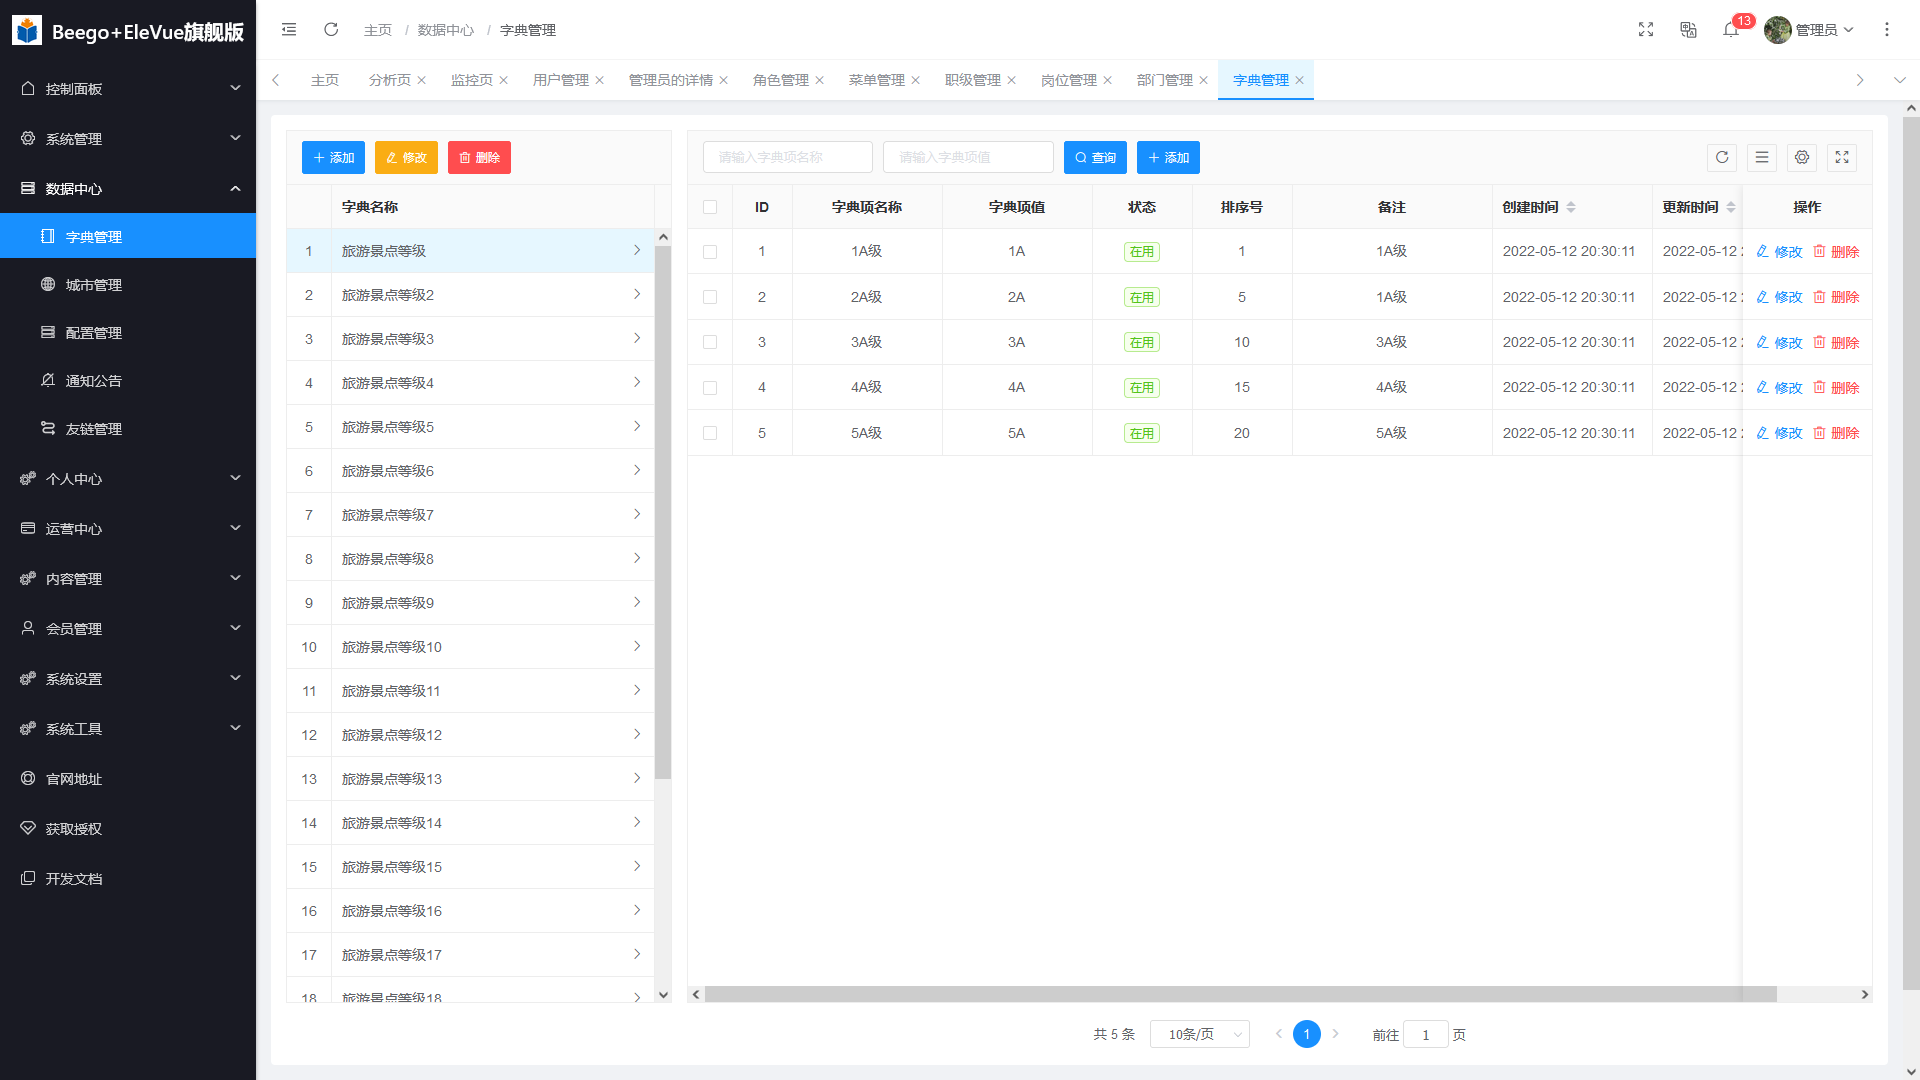 Beego+EleVue旗舰版
控制面板
系统管理
数据中心
字典管理
城市管理
配置管理
通知公告
友链管理
个人中心
运营中心
内容管理
会员管理
系统设置
系统工具
官网地址
获取授权
开发文档
主页 / 数据中心 / 字典管理
13
管理员
主页 分析页 监控页 用户管理 管理员的详情 角色管理 菜单管理 职级管理 岗位管理 部门管理 字典管理
添加 修改 删除
字典名称
1 旅游景点等级
2 旅游景点等级2
3 旅游景点等级3
4 旅游景点等级4
5 旅游景点等级5
6 旅游景点等级6
7 旅游景点等级7
8 旅游景点等级8
9 旅游景点等级9
10 旅游景点等级10
11 旅游景点等级11
12 旅游景点等级12
13 旅游景点等级13
14 旅游景点等级14
15 旅游景点等级15
16 旅游景点等级16
17 旅游景点等级17
18 旅游景点等级18
请输入字典项名称 请输入字典项值 查询 添加
ID 字典项名称 字典项值 状态 排序号 备注 创建时间 更新时间 操作
1 1A级 1A 在用 1 1A级 2022-05-12 20:30:11 2022-05-12 修改 删除
2 2A级 2A 在用 5 1A级 2022-05-12 20:30:11 2022-05-12 修改 删除
3 3A级 3A 在用 10 3A级 2022-05-12 20:30:11 2022-05-12 修改 删除
4 4A级 4A 在用 15 4A级 2022-05-12 20:30:11 2022-05-12 修改 删除
5 5A级 5A 在用 20 5A级 2022-05-12 20:30:11 2022-05-12 修改 删除
共 5 条 10条/页 1 前往 1 页